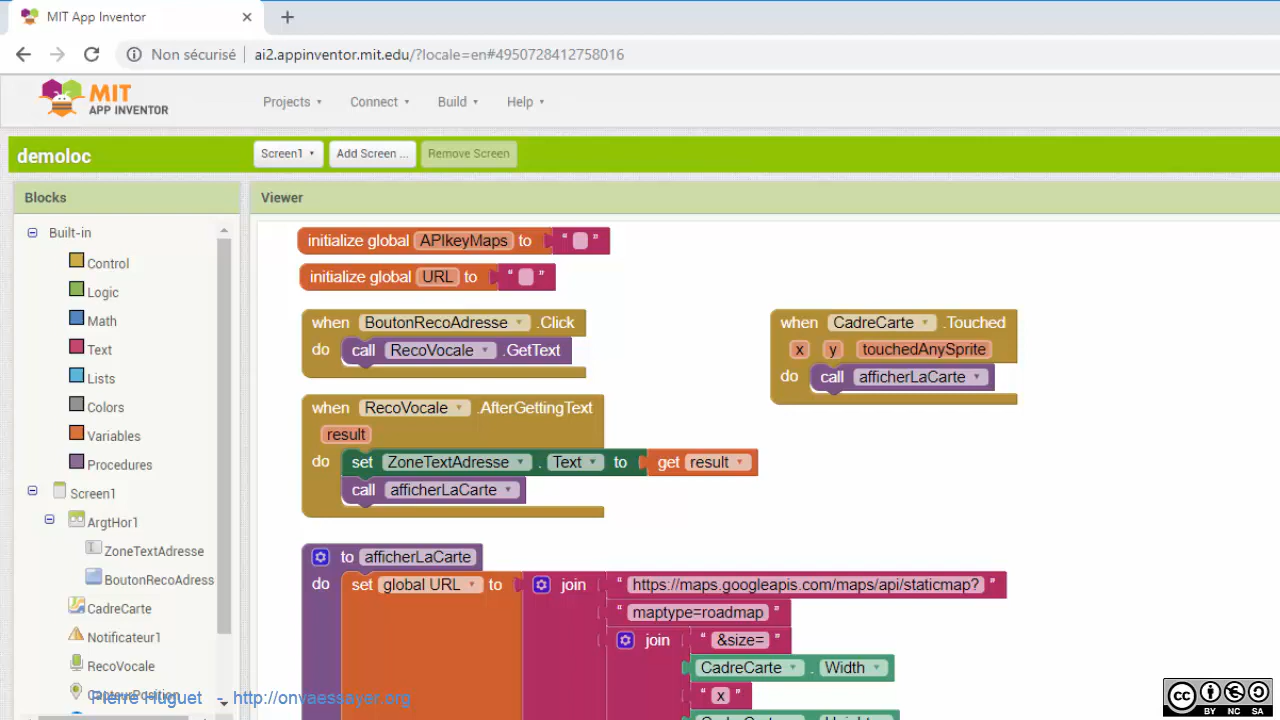 MIT App Inventor
Non sécurisé ai2.appinventor.mit.edu/?locale=en#4950728412758016
MIT
APP INVENTOR
Projects Connect Build Help
demoloc Screen1 Add Screen ... Remove Screen
Blocks Viewer
Built-in
Control
Logic
Math
Text
Lists
Colors
Variables
Procedures
Screen1
ArgtHor1
ZoneTextAdresse
BoutonRecoAdress
CadreCarte
Notificateur1
RecoVocale
CapteurPosition
initialize global APIkeyMaps to “ ”
initialize global URL to “ ”
when BoutonRecoAdresse .Click
do call RecoVocale .GetText
when RecoVocale .AfterGettingText
result
do set ZoneTextAdresse . Text to get result
call afficherLaCarte
when CadreCarte .Touched
x y touchedAnySprite
do call afficherLaCarte
to afficherLaCarte
do set global URL to join “ https://maps.googleapis.com/maps/api/staticmap? ”
“ maptype=roadmap ”
join “ &size= ”
CadreCarte . Width
“ x ”
Pierre Huguet - http://onvaessayer.org
cc BY NC SA